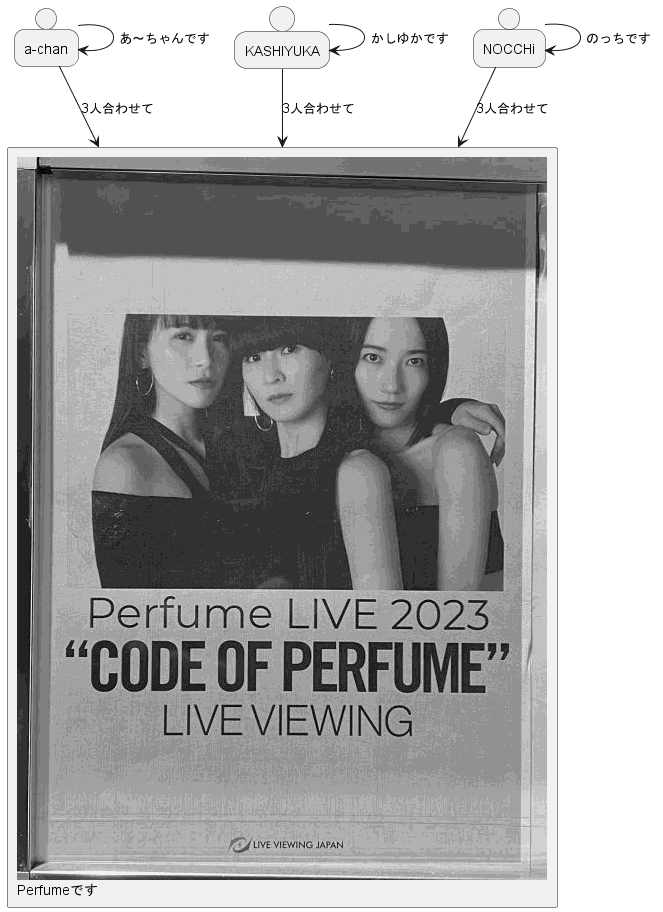 a-chan
あ～ちゃんです
KASHIYUKA
かしゆかです
NOCCHi
のっちです
3人合わせて
3人合わせて
3人合わせて
Perfume LIVE 2023
“CODE OF PERFUME”
LIVE VIEWING
LIVE VIEWING JAPAN
Perfumeです